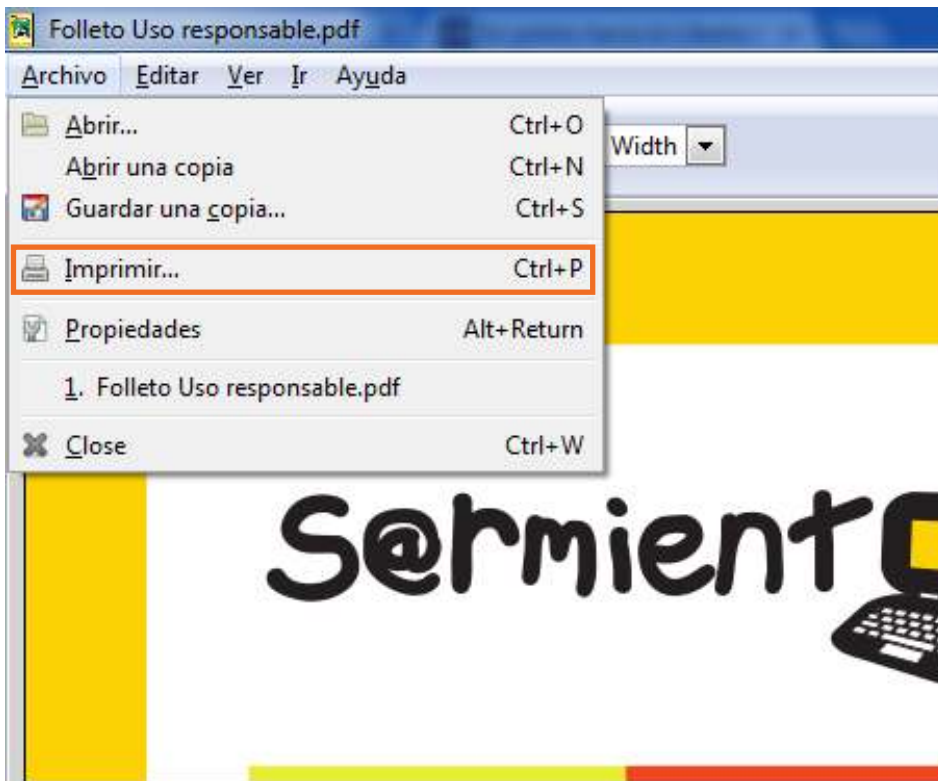 Folleto Uso responsable.pdf
Archivo Editar Ver Ir Ayuda
Abrir... Ctrl+O
Width
Abrir una copia Ctrl+N
Guardar una copia... Ctrl+S
Imprimir... Ctrl+P
Propiedades Alt+Return
1. Folleto Uso responsable.pdf
Close Ctrl+W
S@rmient